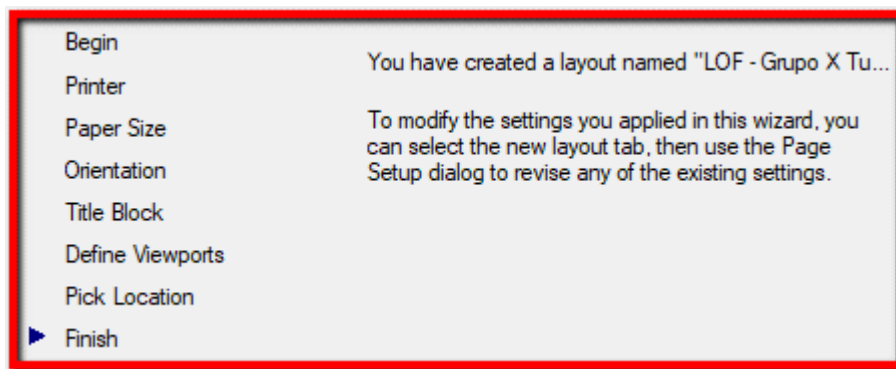 Begin
Printer
Paper Size
Orientation
Title Block
Define Viewports
Pick Location
Finish
You have created a layout named "LOF - Grupo X Tu...
To modify the settings you applied in this wizard, you
can select the new layout tab, then use the Page
Setup dialog to revise any of the existing settings.